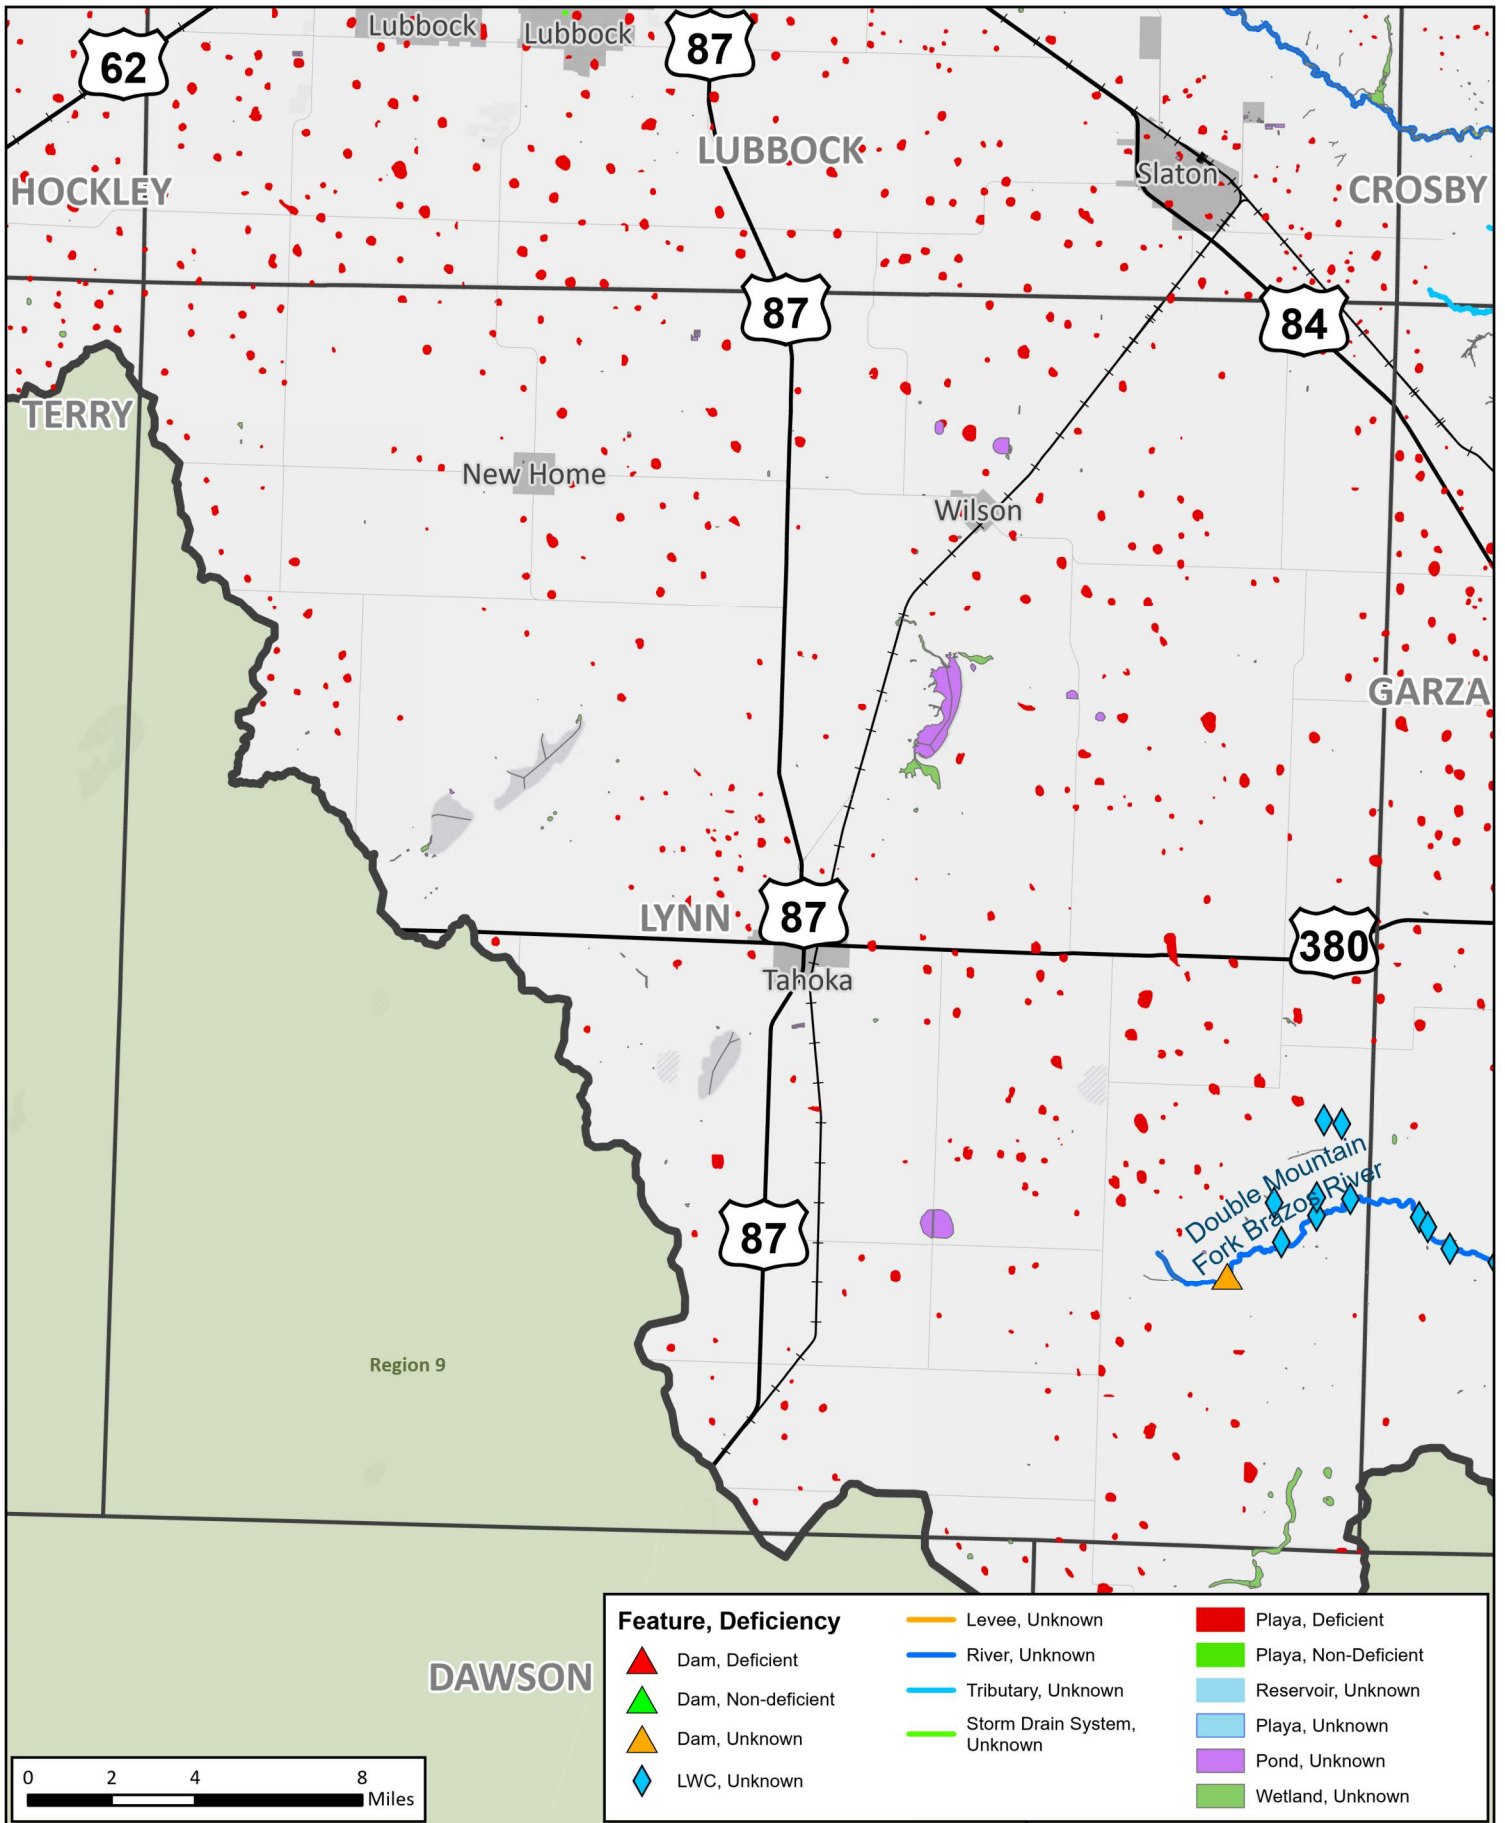 Lubbock
Lubbock
87
62
LUBBOCK
Slaton
HOCKLEY
CROSBY
87
84
TERRY
New Home
Wilson
GARZA
LYNN
87
380
Tahoka
Double Mountain
Fork Brazos River
87
Region 9
DAWSON
Feature, Deficiency
Dam, Deficient
Dam, Non-deficient
Dam, Unknown
LWC, Unknown
Levee, Unknown
River, Unknown
Tributary, Unknown
Storm Drain System,
Unknown
Playa, Deficient
Playa, Non-Deficient
Reservoir, Unknown
Playa, Unknown
Pond, Unknown
Wetland, Unknown
0 2 4 8
Miles